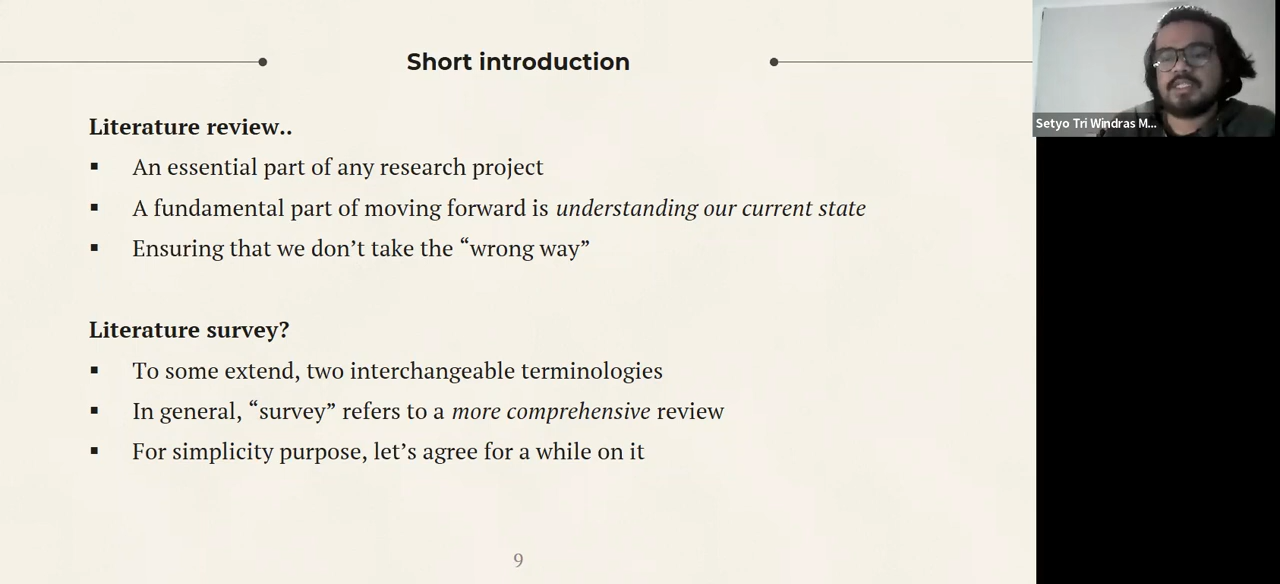 Short introduction
Setyo Tri Windras M...
Literature review..
▪ An essential part of any research project
▪ A fundamental part of moving forward is understanding our current state
▪ Ensuring that we don’t take the “wrong way”
Literature survey?
▪ To some extend, two interchangeable terminologies
▪ In general, “survey” refers to a more comprehensive review
▪ For simplicity purpose, let’s agree for a while on it
9